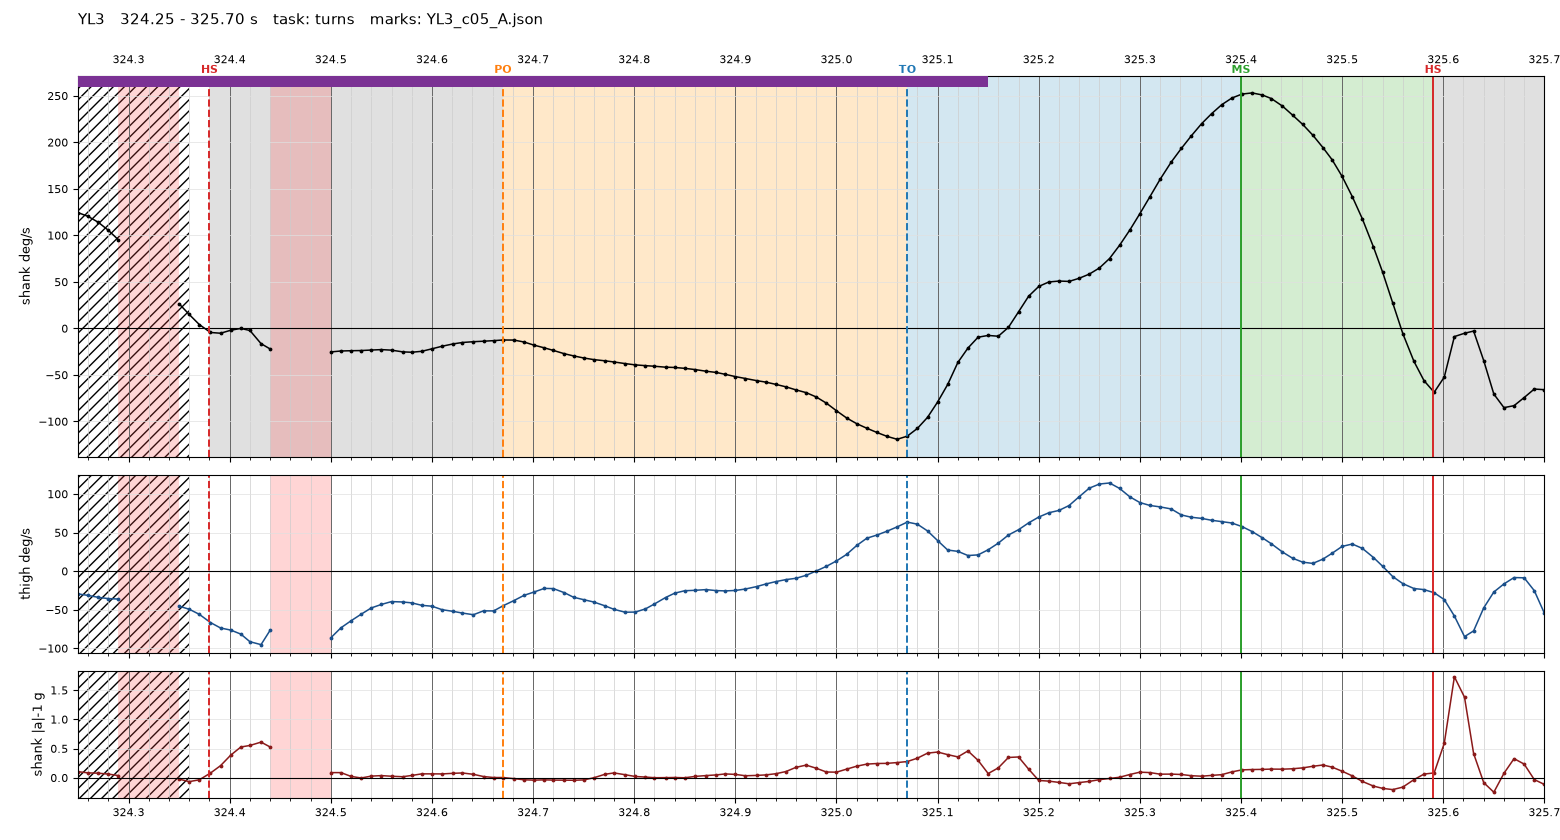 YL3   324.25 - 325.70 s   task: turns   marks: YL3_c05_A.json
324.3 324.4 324.5 324.6 324.7 324.8 324.9 325.0 325.1 325.2 325.3 325.4 325.5 325.6 325.7
HS PO TO MS HS
shank deg/s
250
200
150
100
50
0
−50
−100
thigh deg/s
100
50
0
−50
−100
shank |a|-1 g
1.5
1.0
0.5
0.0
324.3 324.4 324.5 324.6 324.7 324.8 324.9 325.0 325.1 325.2 325.3 325.4 325.5 325.6 325.7